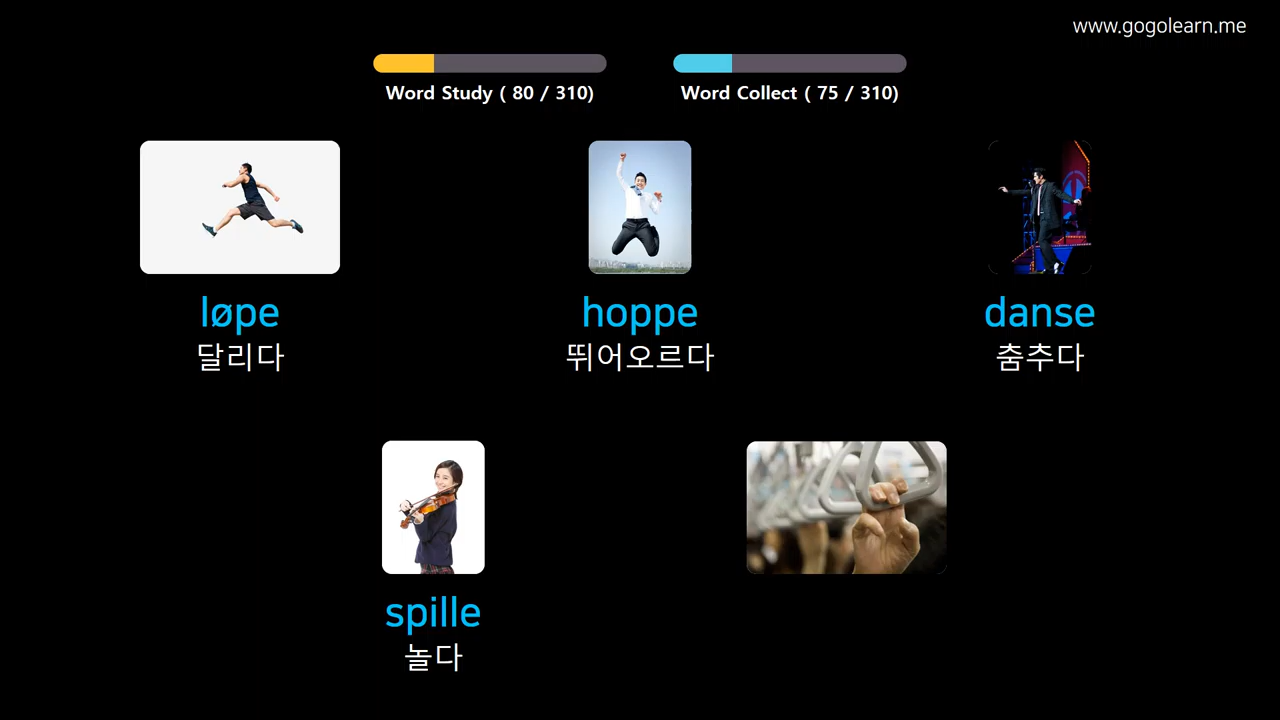 www.gogolearn.me
Word Study ( 80 / 310)
Word Collect ( 75 / 310)
løpe
달리다
hoppe
뛰어오르다
danse
춤추다
spille
놀다